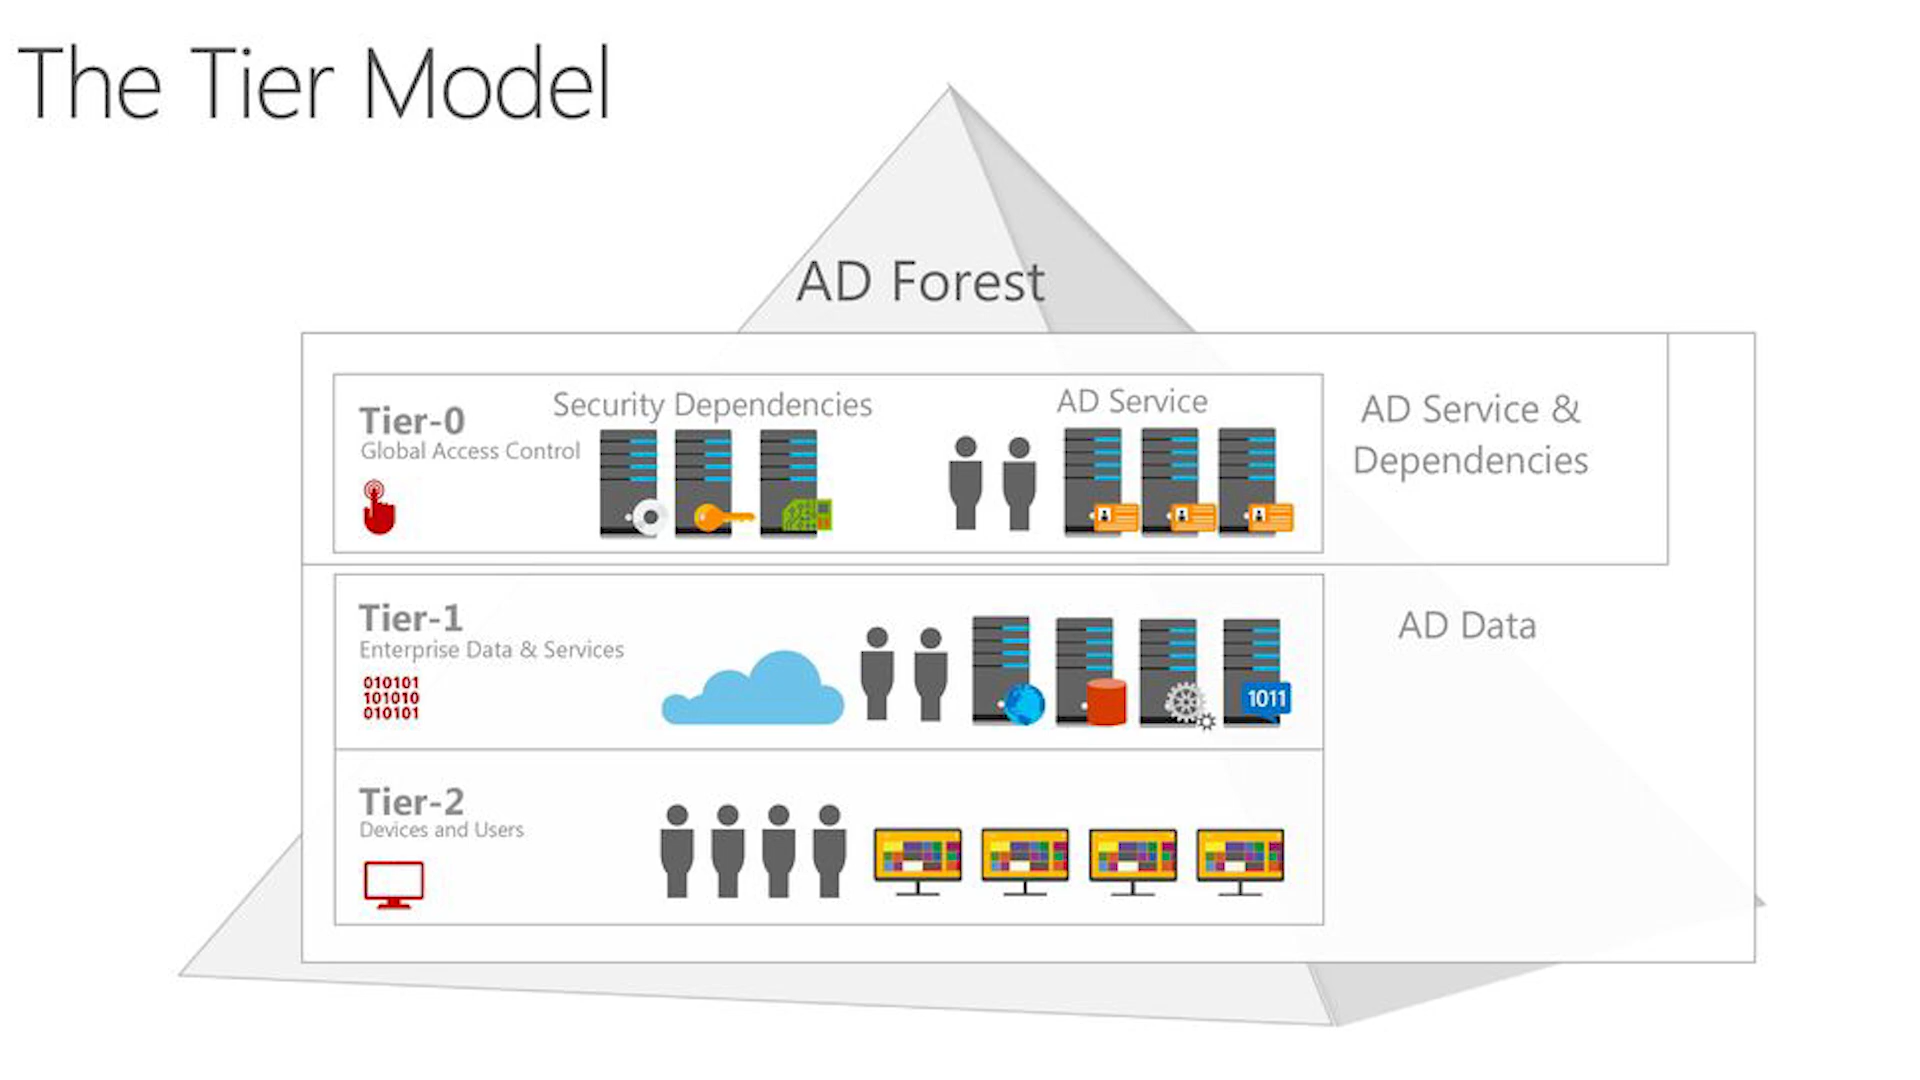 The Tier Model
AD Forest
Tier-0
Global Access Control
Security Dependencies
AD Service
AD Service &
Dependencies
Tier-1
Enterprise Data & Services
010101
101010
010101
1011
AD Data
Tier-2
Devices and Users